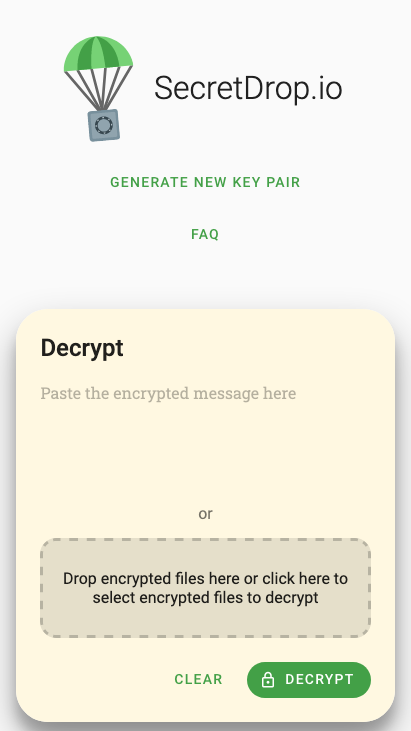 SecretDrop.io
GENERATE NEW KEY PAIR
FAQ
Decrypt
Paste the encrypted message here
or
Drop encrypted files here or click here to
select encrypted files to decrypt
CLEAR
DECRYPT